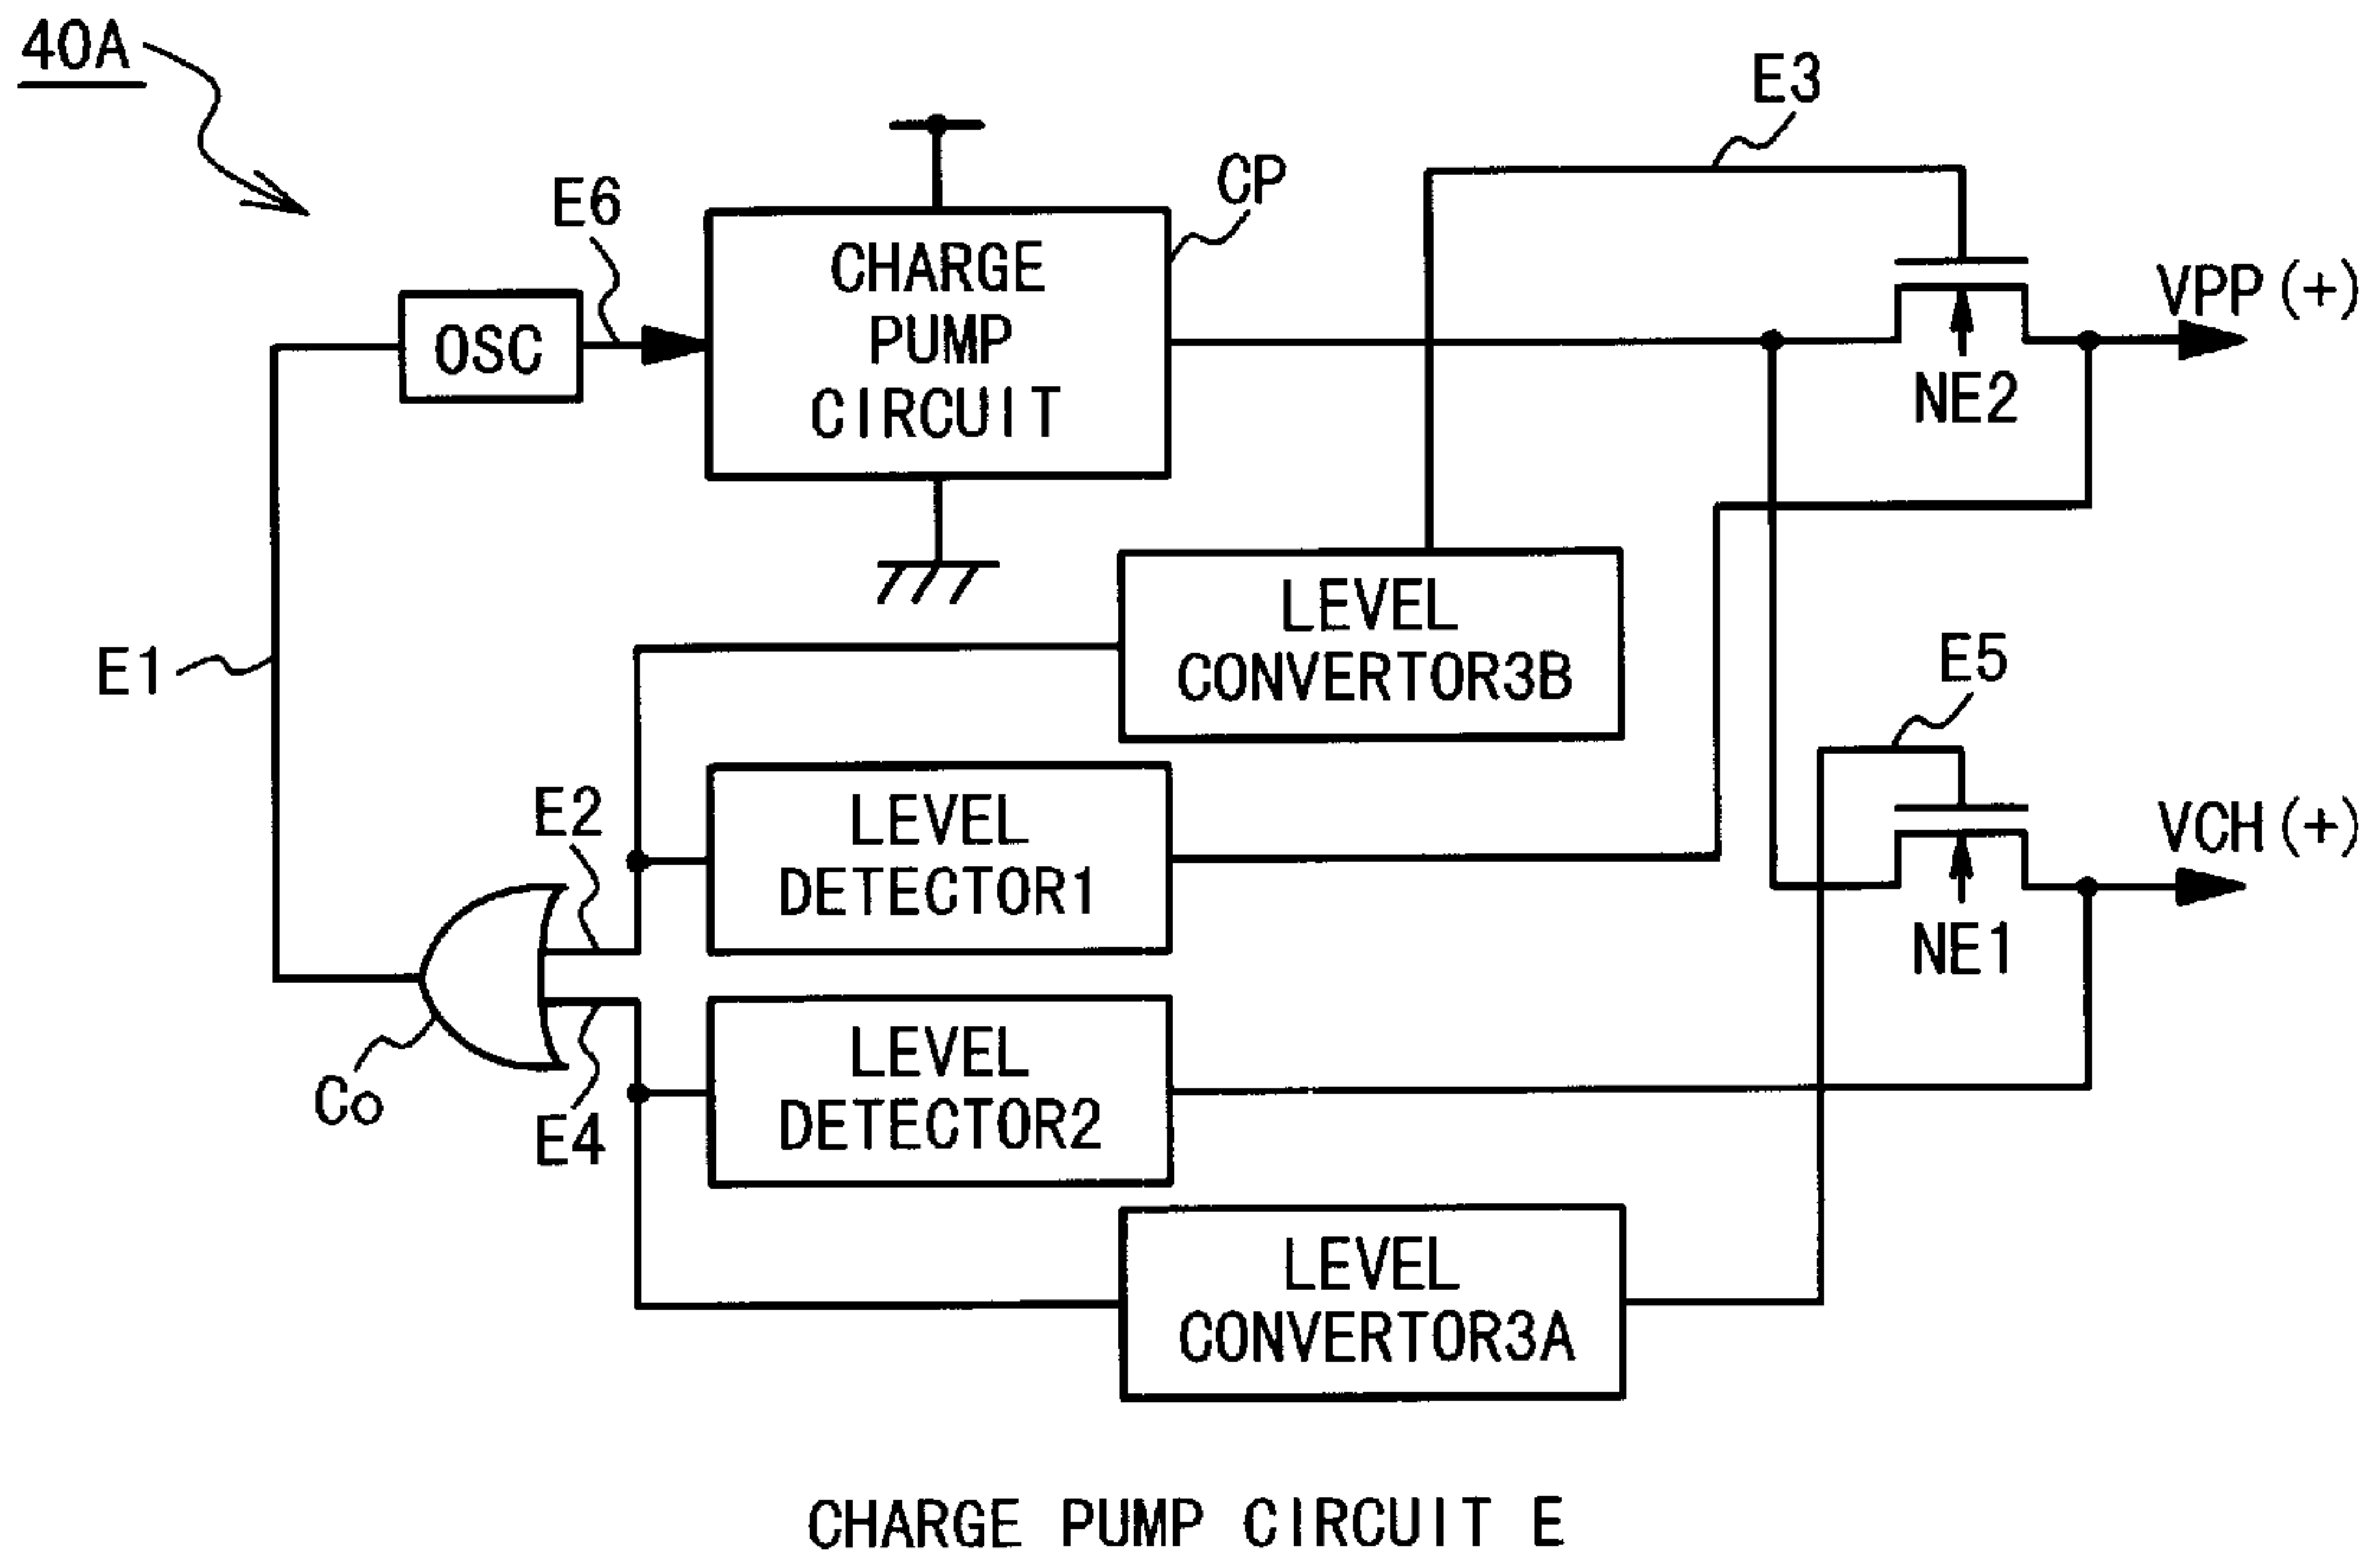 40A
E3
CP
E6
CHARGE
PUMP
CIRCUIT
OSC
VPP(+)
NE2
LEVEL
CONVERTOR3B
E1
E5
E2
LEVEL
DETECTOR1
VCH(+)
NE1
LEVEL
DETECTOR2
Co
E4
LEVEL
CONVERTOR3A
CHARGE PUMP CIRCUIT E